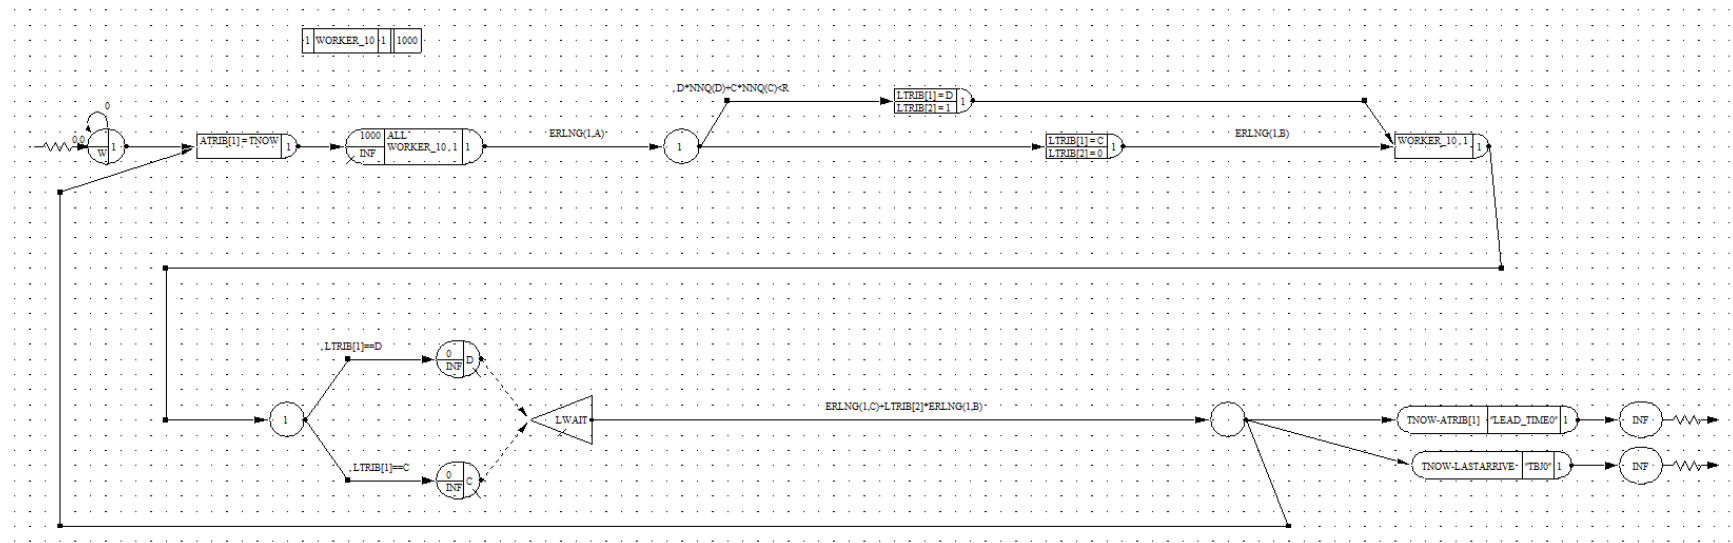 1 WORKER_10 1 1000
, D*NNQ(D)+C*NNQ(C)<R
LTRIB[1] = D
LTRIB[2] = 1
1
0
0,0
W
1
ATRIB[1] = TNOW 1
1000 ALL
INF WORKER_10, 1 1
ERLNG(1,A)
1
LTRIB[1] = C
LTRIB[2] = 0
1
ERLNG(1,B)
WORKER_10, 1 1
, LTRIB[1]==D
0
INF
D
1
LWAIT
ERLNG(1,C)+LTRIB[2]*ERLNG(1,B)
TNOW-ATRIB[1] "LEAD_TIME0" 1
INF
, LTRIB[1]==C
0
INF
C
TNOW-LASTARRIVE "TBJ0" 1
INF